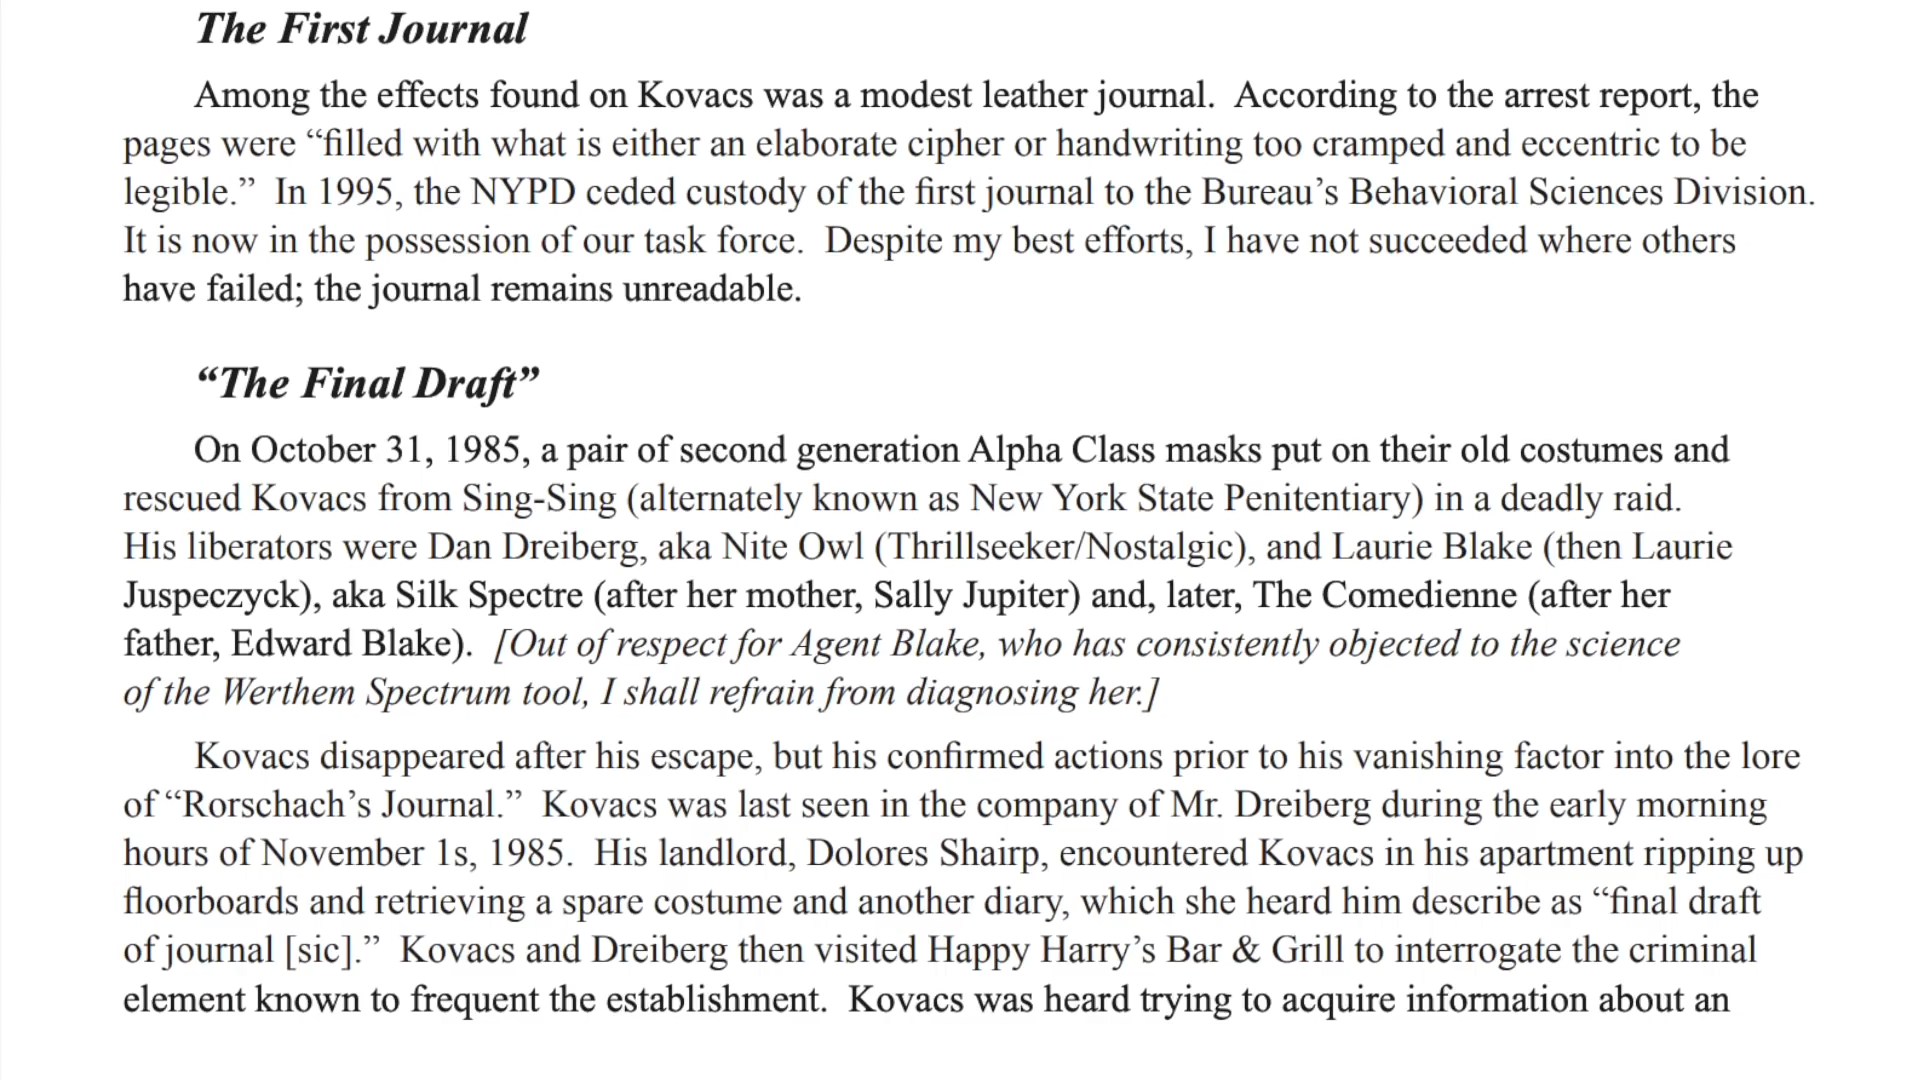 The First Journal
Among the effects found on Kovacs was a modest leather journal.  According to the arrest report, the
pages were “filled with what is either an elaborate cipher or handwriting too cramped and eccentric to be
legible.”  In 1995, the NYPD ceded custody of the first journal to the Bureau’s Behavioral Sciences Division.
It is now in the possession of our task force.  Despite my best efforts, I have not succeeded where others
have failed; the journal remains unreadable.
“The Final Draft”
On October 31, 1985, a pair of second generation Alpha Class masks put on their old costumes and
rescued Kovacs from Sing-Sing (alternately known as New York State Penitentiary) in a deadly raid.
His liberators were Dan Dreiberg, aka Nite Owl (Thrillseeker/Nostalgic), and Laurie Blake (then Laurie
Juspeczyck), aka Silk Spectre (after her mother, Sally Jupiter) and, later, The Comedienne (after her
father, Edward Blake).  [Out of respect for Agent Blake, who has consistently objected to the science
of the Werthem Spectrum tool, I shall refrain from diagnosing her.]
Kovacs disappeared after his escape, but his confirmed actions prior to his vanishing factor into the lore
of “Rorschach’s Journal.”  Kovacs was last seen in the company of Mr. Dreiberg during the early morning
hours of November 1s, 1985.  His landlord, Dolores Shairp, encountered Kovacs in his apartment ripping up
floorboards and retrieving a spare costume and another diary, which she heard him describe as “final draft
of journal [sic].”  Kovacs and Dreiberg then visited Happy Harry’s Bar & Grill to interrogate the criminal
element known to frequent the establishment.  Kovacs was heard trying to acquire information about an